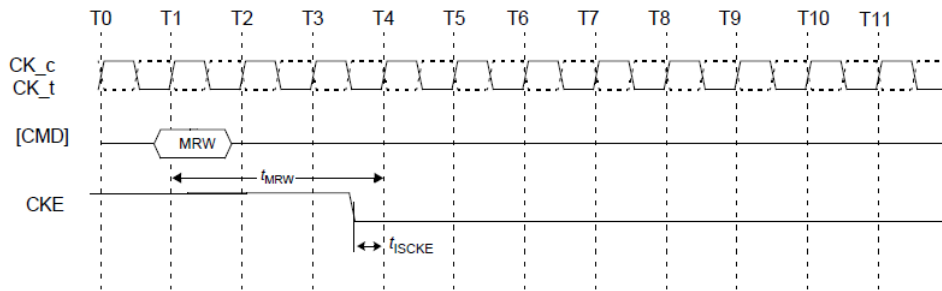 T0 T1 T2 T3 T4 T5 T6 T7 T8 T9 T10 T11
CK_c
CK_t
[CMD] MRW
tMRW
CKE
tISCKE